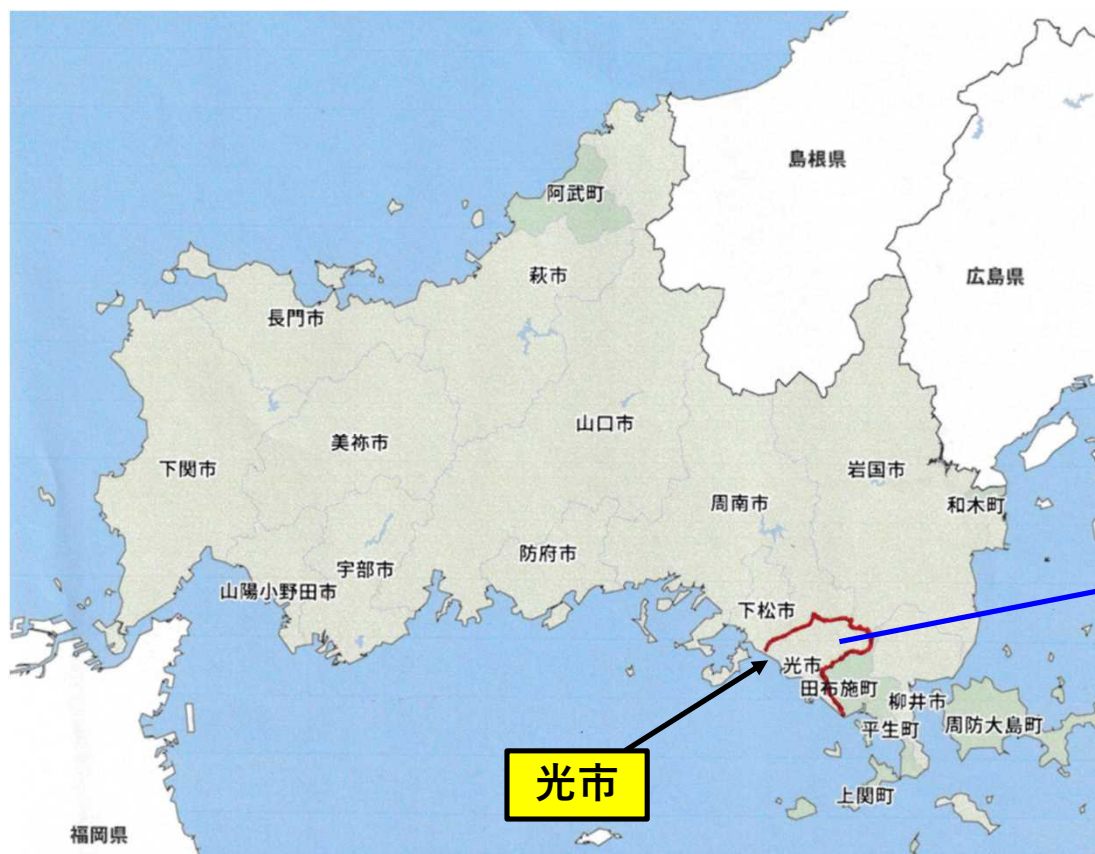 島根県
阿武町
広島県
萩市
長門市
山口市
美祢市
下関市
岩国市
周南市
和木町
防府市
宇部市
山陽小野田市
下松市
光市
田布施町
柳井市
周防大島町
平生町
光市
上関町
福岡県